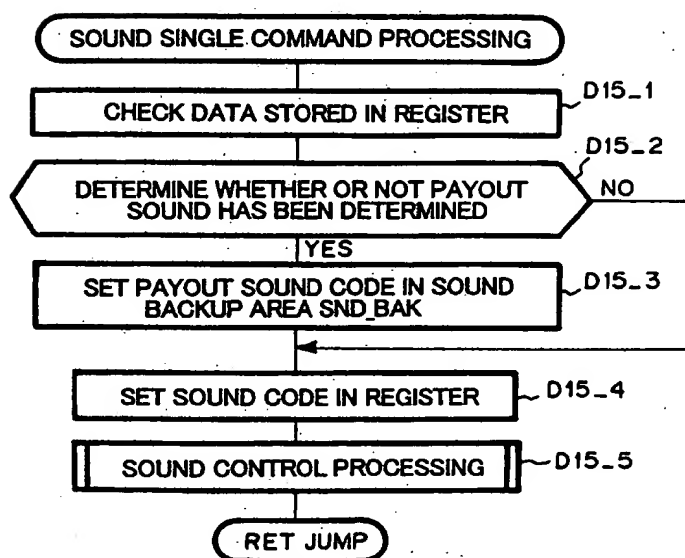 SOUND SINGLE COMMAND PROCESSING
CHECK DATA STORED IN REGISTER
D15_1
DETERMINE WHETHER OR NOT PAYOUT
SOUND HAS BEEN DETERMINED
D15_2
NO
YES
SET PAYOUT SOUND CODE IN SOUND
BACKUP AREA SND_BAK
D15_3
SET SOUND CODE IN REGISTER
D15_4
SOUND CONTROL PROCESSING
D15_5
RET JUMP